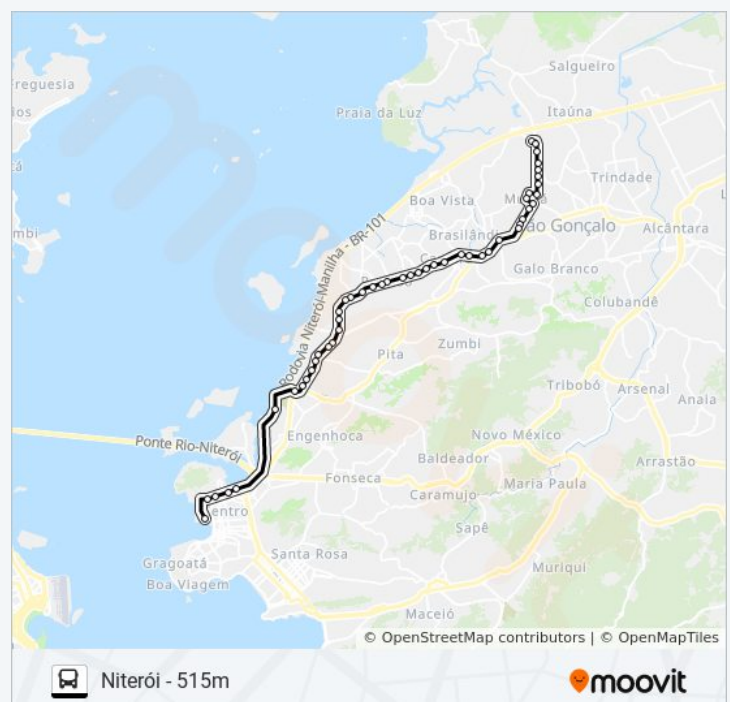 Salgueiro
Freguesia
Praia da Luz
Itaúna
Trindade
Boa Vista
Alcântara
Brasilândi
São Gonçalo
Galo Branco
Colubandê
Rodovia Niterói-Manilha - BR-101
Zumbi
Pita
Tribobó
Arsenal
Anaia
Engenhoca
Novo México
Ponte Rio-Niterói
Baldeador
Arrastão
Fonseca
Maria Paula
Caramujo
Centro
Sapê
Santa Rosa
Gragoatá
Muriqui
Boa Viagem
Maceió
© OpenStreetMap contributors | © OpenMapTiles
Niterói - 515m
moovit